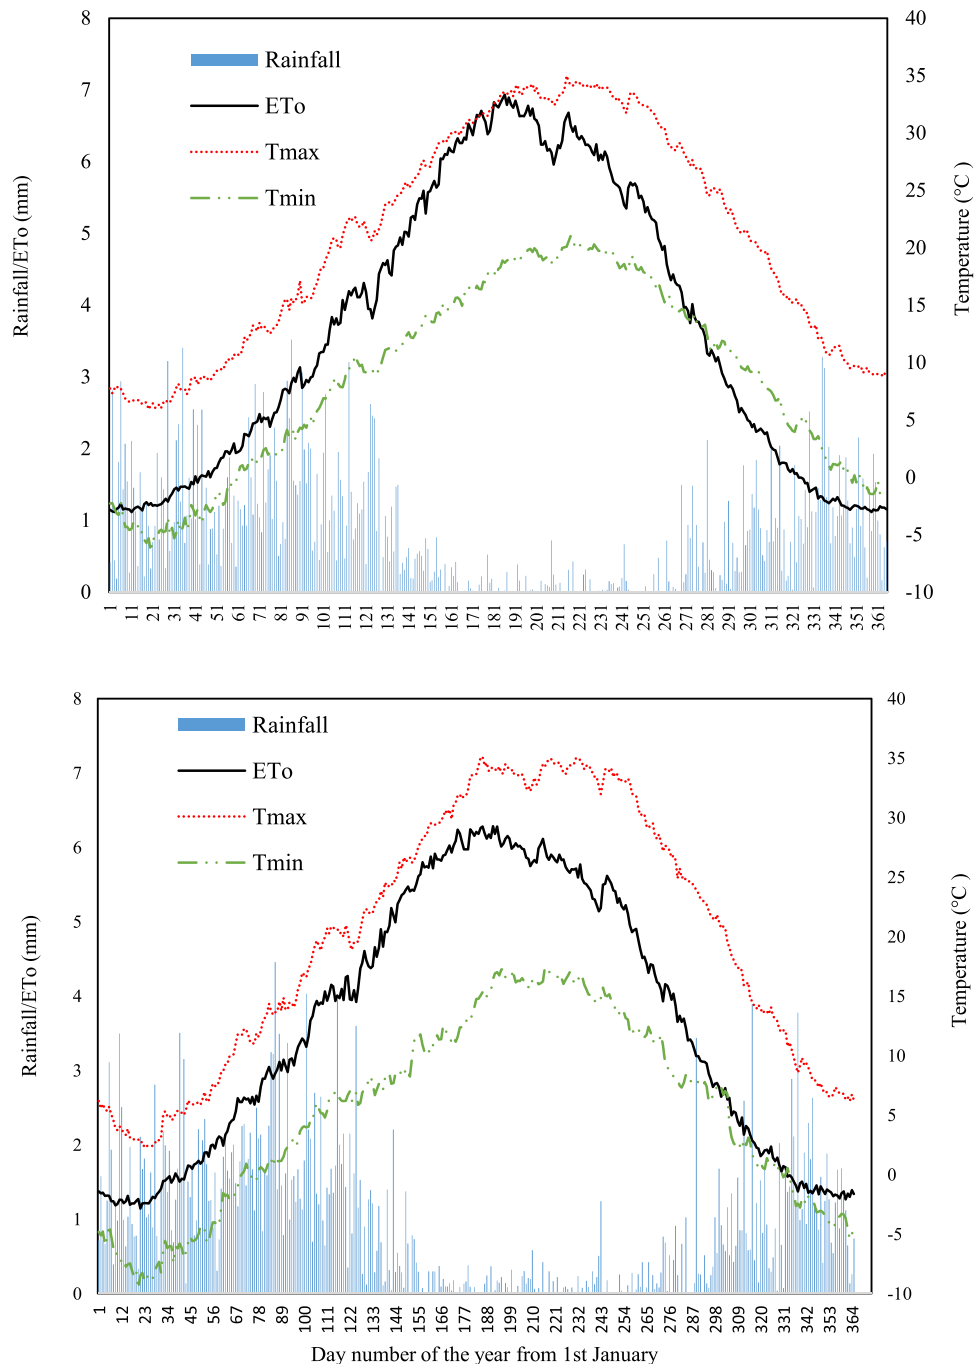 8
7
6
5
4
3
2
1
0
Rainfall/ETo (mm)
Rainfall
ETo
Tmax
Tmin
40
35
30
25
20
15
10
5
0
-5
-10
Temperature (°C )
1 11 21 31 41 51 61 71 81 91 101 111 121 131 141 151 161 171 181 191 201 211 221 231 241 251 261 271 281 291 301 311 321 331 341 351 361
8
7
6
5
4
3
2
1
0
Rainfall/ETo (mm)
Rainfall
ETo
Tmax
Tmin
40
35
30
25
20
15
10
5
0
-5
-10
Temperature (°C )
1 12 23 34 45 56 67 78 89 100 111 122 133 144 155 166 177 188 199 210 221 232 243 254 265 276 287 298 309 320 331 342 353 364
Day number of the year from 1st January